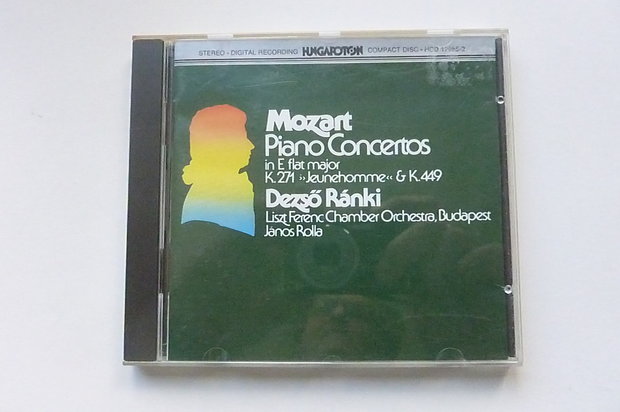 STEREO - DIGITAL RECORDING HUNGAROTON COMPACT DISC - HCD
Mozart
Piano Concertos
in E flat major
K.271 »Jeunehomme« & K.449
Dezső Ránki
Liszt Ferenc Chamber Orchestra, Budapest
János Rolla